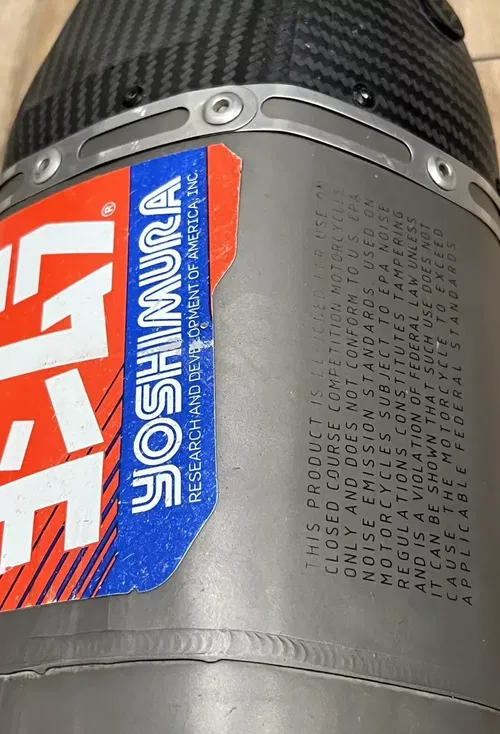 YOSHIMURA
RESEARCH AND DEVELOPMENT OF AMERICA, INC.
®
THIS PRODUCT IS USE ON
CLOSED COURSE COMPETITION MOTORCYCLES
ONLY AND DOES NOT CONFORM TO U.S. EPA
NOISE EMISSION STANDARDS. USED ON
MOTORCYCLES SUBJECT TO EPA NOISE
REGULATIONS CONSTITUTES TAMPERING
AND IS A VIOLATION OF FEDERAL LAW UNLESS
IT CAN BE SHOWN THAT SUCH USE DOES NOT
CAUSE THE MOTORCYCLE TO EXCEED
APPLICABLE FEDERAL STANDARDS.